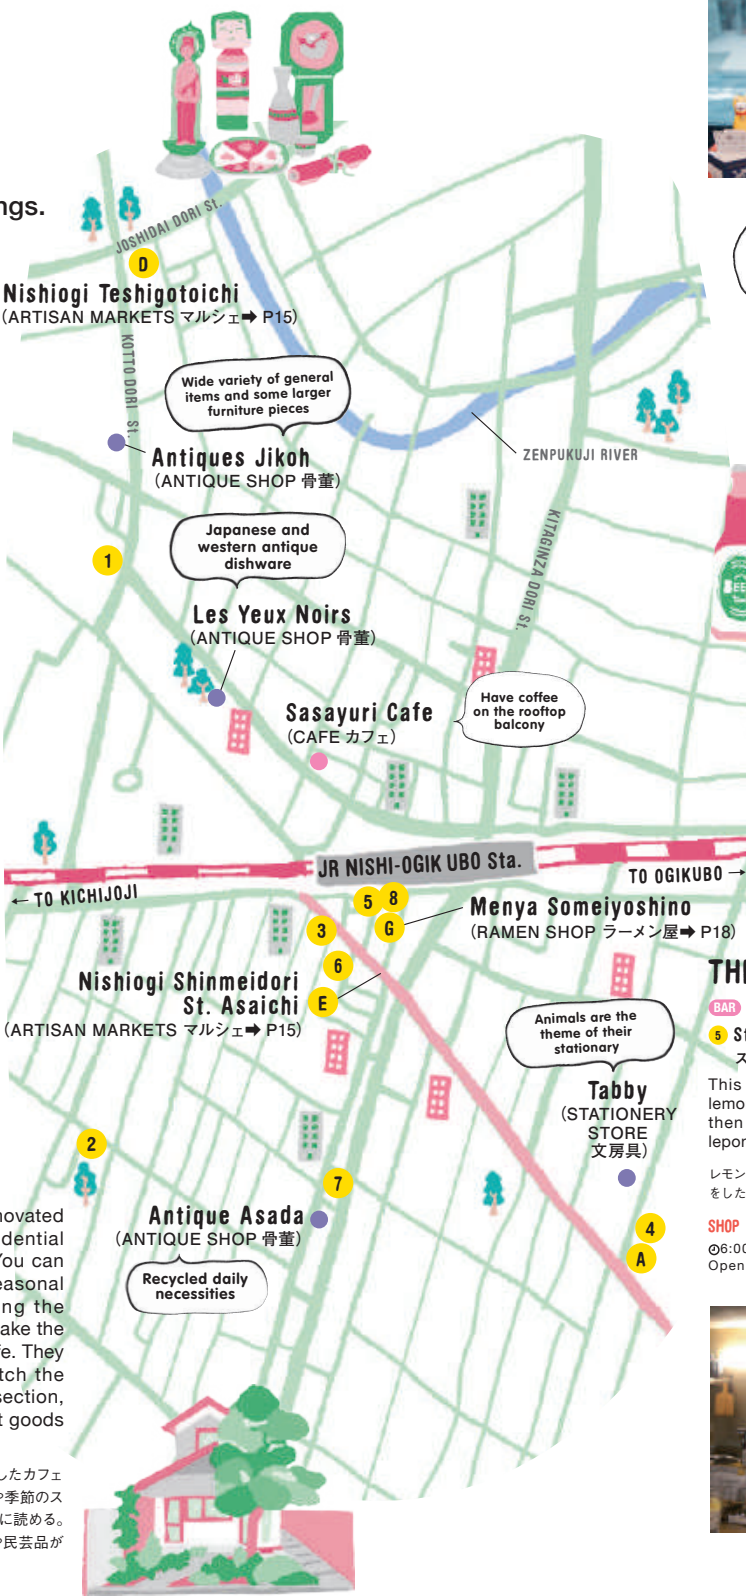 ngs.
JOSHIDAI DORI St.
D
Nishiogi Teshigotoichi
(ARTISAN MARKETS マルシェ➡ P15)
KOTTO DORI St.
Wide variety of general
items and some larger
furniture pieces
Antiques Jikoh
(ANTIQUE SHOP 骨董)
ZENPUKUJI RIVER
1
Japanese and
western antique
dishware
KITAGINZA DORI St.
Les Yeux Noirs
(ANTIQUE SHOP 骨董)
Sasayuri Cafe
(CAFE カフェ)
Have coffee
on the rooftop
balcony
JR NISHI-OGIKUBO Sta.
← TO KICHIJOJI
TO OGIKUBO →
5
8
3
G
Menya Someiyoshino
(RAMEN SHOP ラーメン屋➡ P18)
6
Nishiogi Shinmeidori
St. Asaichi
E
(ARTISAN MARKETS マルシェ➡ P15)
Animals are the
theme of their
stationary
Tabby
(STATIONERY
STORE
文房具)
2
7
Antique Asada
(ANTIQUE SHOP 骨董)
Recycled daily
necessities
4
A
THE
BAR
5 St
ス
This
lemo
then
lepor
レモン
をした
SHOP
6:00
Open
novated
dential
You can
easonal
ng the
ake the
fe. They
tch the
section,
t goods
したカフェ
や季節のス
に読める。
や民芸品が